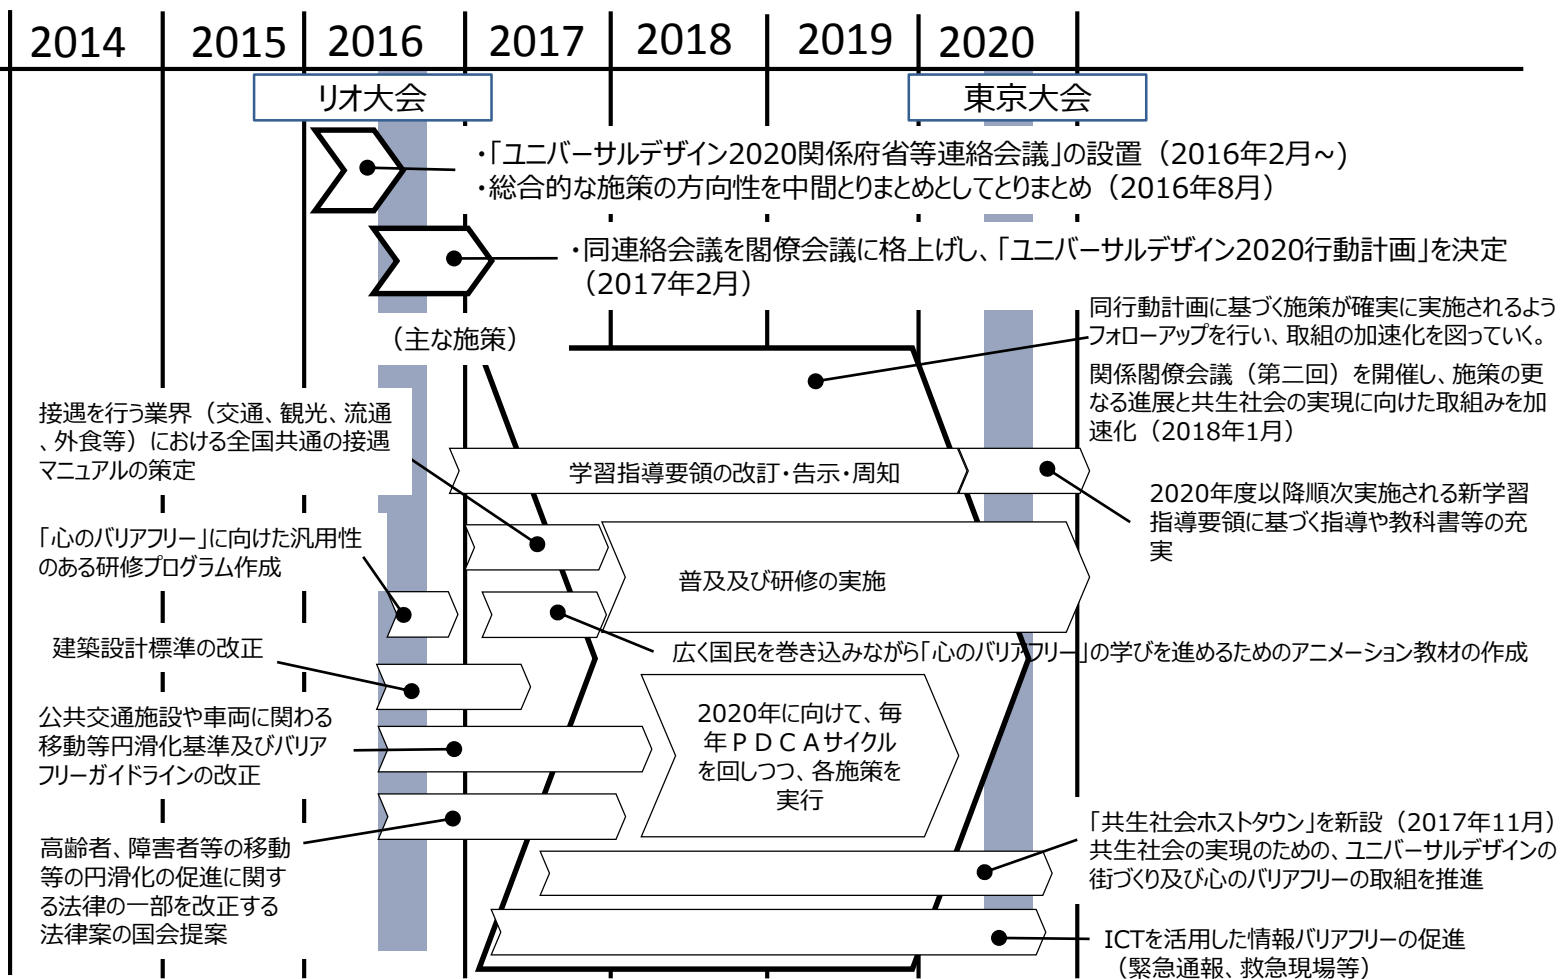 2014 2015 2016 2017 2018 2019 2020
リオ大会
東京大会
・「ユニバーサルデザイン2020関係府省等連絡会議」の設置（2016年2月~)
・総合的な施策の方向性を中間とりまとめとしてとりまとめ（2016年8月）
・同連絡会議を閣僚会議に格上げし、「ユニバーサルデザイン2020行動計画」を決定
（2017年2月）
（主な施策）
同行動計画に基づく施策が確実に実施されるよう
フォローアップを行い、取組の加速化を図っていく。
関係閣僚会議（第二回）を開催し、施策の更
なる進展と共生社会の実現に向けた取組みを加
速化（2018年1月）
接遇を行う業界（交通、観光、流通
、外食等）における全国共通の接遇
マニュアルの策定
学習指導要領の改訂・告示・周知
2020年度以降順次実施される新学習
指導要領に基づく指導や教科書等の充
実
「心のバリアフリー」に向けた汎用性
のある研修プログラム作成
普及及び研修の実施
建築設計標準の改正
広く国民を巻き込みながら「心のバリアフリー」の学びを進めるためのアニメーション教材の作成
公共交通施設や車両に関わる
移動等円滑化基準及びバリア
フリーガイドラインの改正
2020年に向けて、毎
年ＰＤＣＡサイクル
を回しつつ、各施策を
実行
高齢者、障害者等の移動
等の円滑化の促進に関す
る法律の一部を改正する
法律案の国会提案
「共生社会ホストタウン」を新設（2017年11月）
共生社会の実現のための、ユニバーサルデザインの
街づくり及び心のバリアフリーの取組を推進
ICTを活用した情報バリアフリーの促進
（緊急通報、救急現場等）